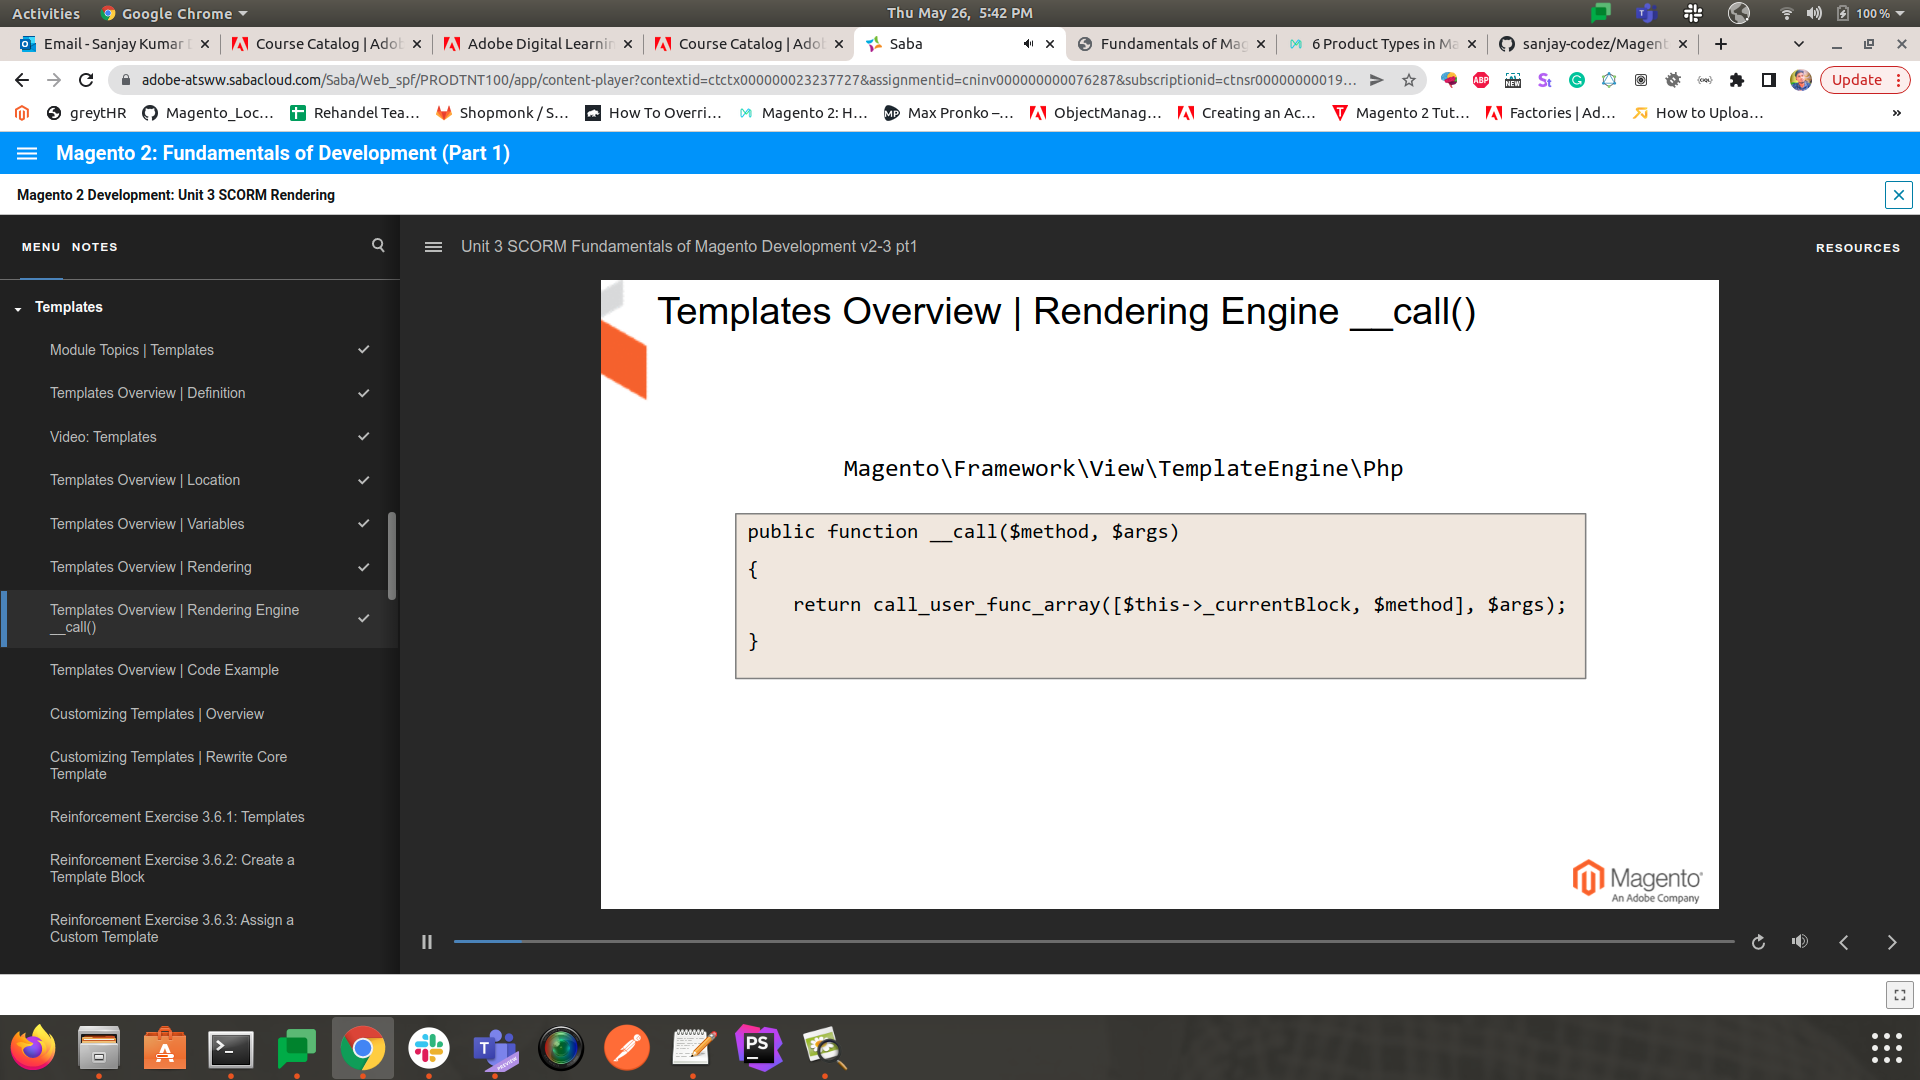 Activities Google Chrome Thu May 26, 5:42 PM 100 %
Email - Sanjay Kumar Course Catalog | Adob Adobe Digital Learnin Course Catalog | Adob Saba Fundamentals of Mag 6 Product Types in Ma sanjay-codez/Magent
adobe-atsww.sabacloud.com/Saba/Web_spf/PRODTNT100/app/content-player?contextid=ctctx000000023237727&assignmentid=cninv000000000076287&subscriptionid=ctnsr00000000019... ABP NEW Update
greytHR Magento_Loc... Rehandel Tea... Shopmonk / S... How To Overri... Magento 2: H... Max Pronko –... ObjectManag... Creating an Ac... Magento 2 Tut... Factories | Ad... How to Uploa... »
Magento 2: Fundamentals of Development (Part 1)
Magento 2 Development: Unit 3 SCORM Rendering
MENU NOTES
Unit 3 SCORM Fundamentals of Magento Development v2-3 pt1
RESOURCES
Templates
Module Topics | Templates
Templates Overview | Definition
Video: Templates
Templates Overview | Location
Templates Overview | Variables
Templates Overview | Rendering
Templates Overview | Rendering Engine
__call()
Templates Overview | Code Example
Customizing Templates | Overview
Customizing Templates | Rewrite Core
Template
Reinforcement Exercise 3.6.1: Templates
Reinforcement Exercise 3.6.2: Create a
Template Block
Reinforcement Exercise 3.6.3: Assign a
Custom Template
Templates Overview | Rendering Engine __call()
Magento\Framework\View\TemplateEngine\Php
public function __call($method, $args)
{
return call_user_func_array([$this->_currentBlock, $method], $args);
}
Magento
An Adobe Company
PS